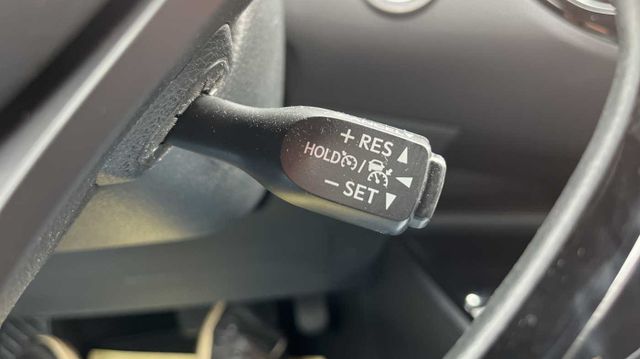 + RES
HOLD /
− SET